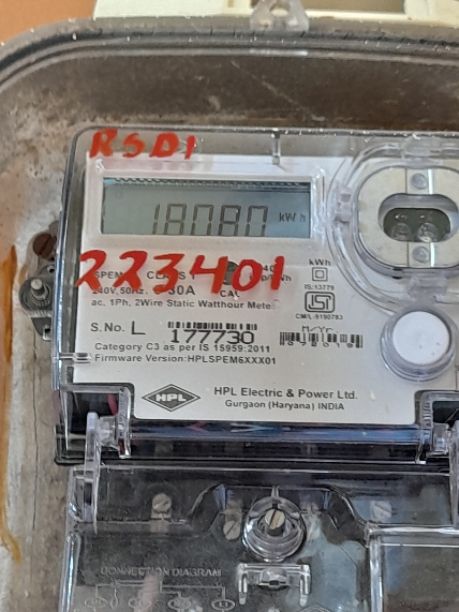 RSD1
18080 kWh
223401
kWh
IS:13779
240V, 50Hz.
CM/L-9190783
ac, 1Ph, 2Wire Static Watthour Meter
S.No. L 177730
M/Yr.
Category C3 as per IS 15959:2011
Firmware Version:HPLSPEM6XXX01
HPL
HPL Electric & Power Ltd.
Gurgaon (Haryana) INDIA
CONNECTION DIAGRAM